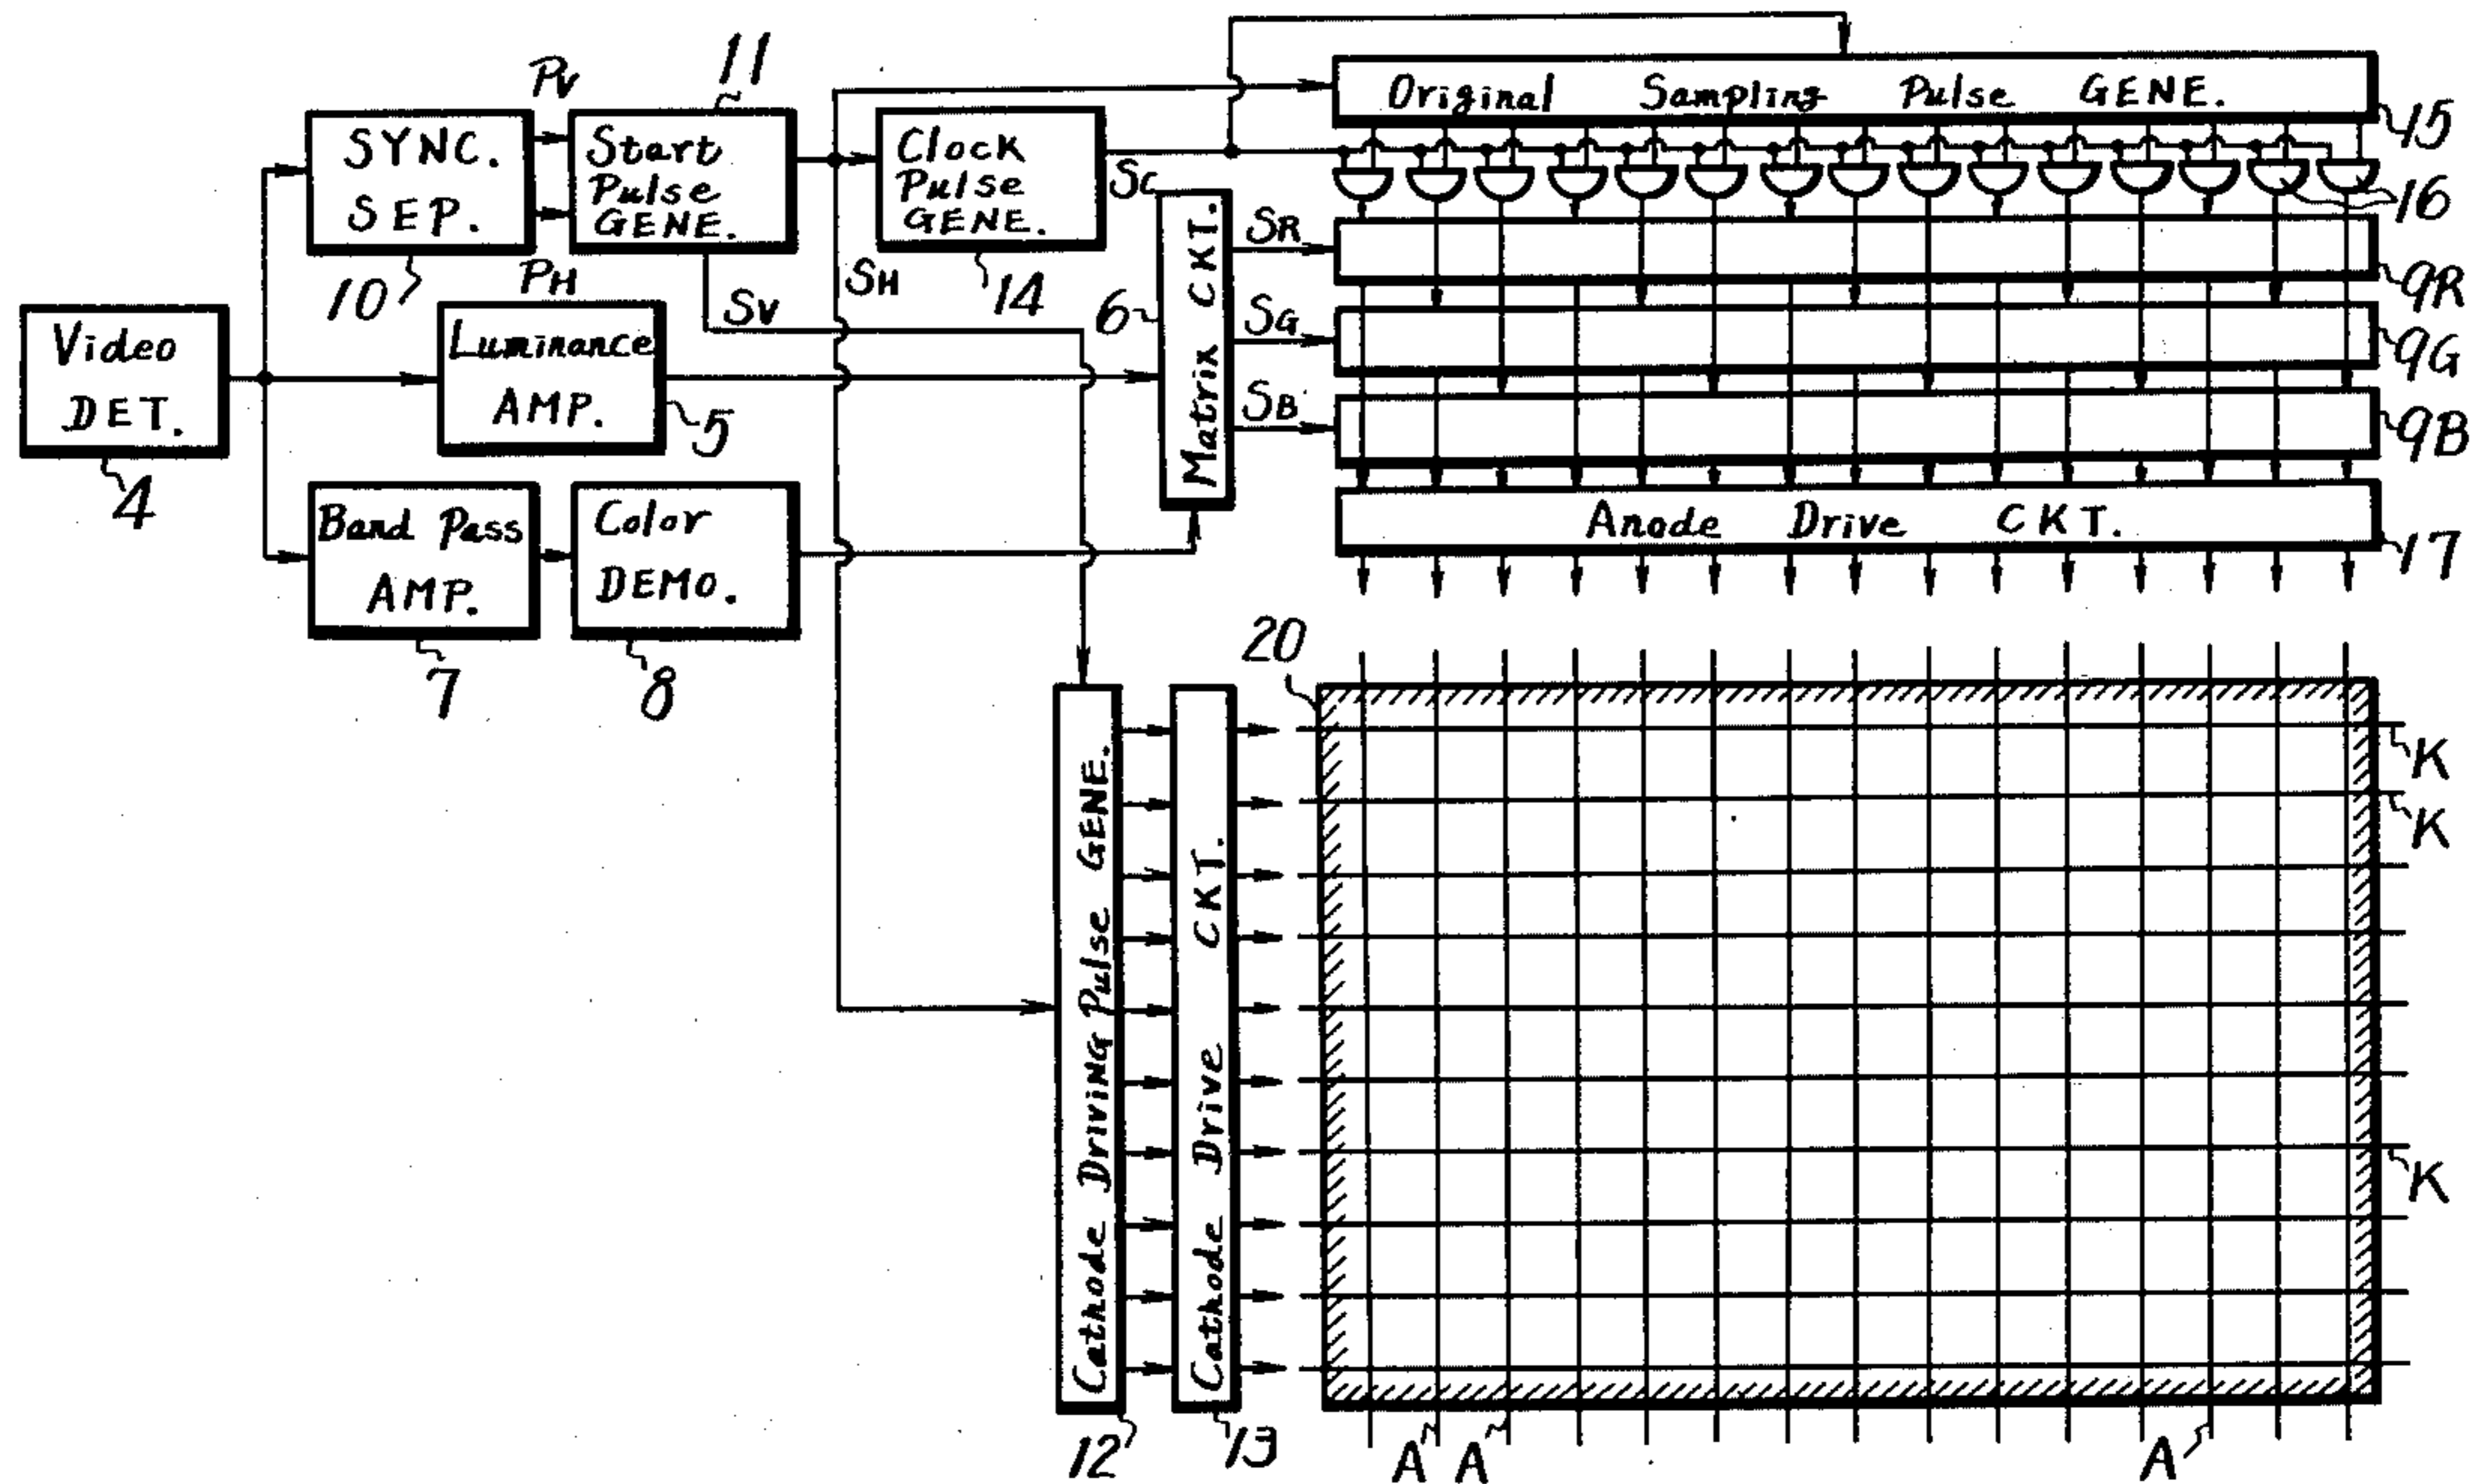 11
PV
Original Sampling Pulse GENE.
15
SYNC.
SEP.
10
PH
Start
Pulse
GENE.
SV
SH
Clock
Pulse
GENE.
14
SC
16
Video
DET.
4
Luminance
AMP.
5
6
Matrix CKT.
SR
SG
SB
9R
9G
9B
Band Pass
AMP.
7
Color
DEMO.
8
Anode Drive CKT.
17
20
Cathode Driving Pulse GENE.
12
Cathode Drive CKT.
13
K
K
K
A
A
A